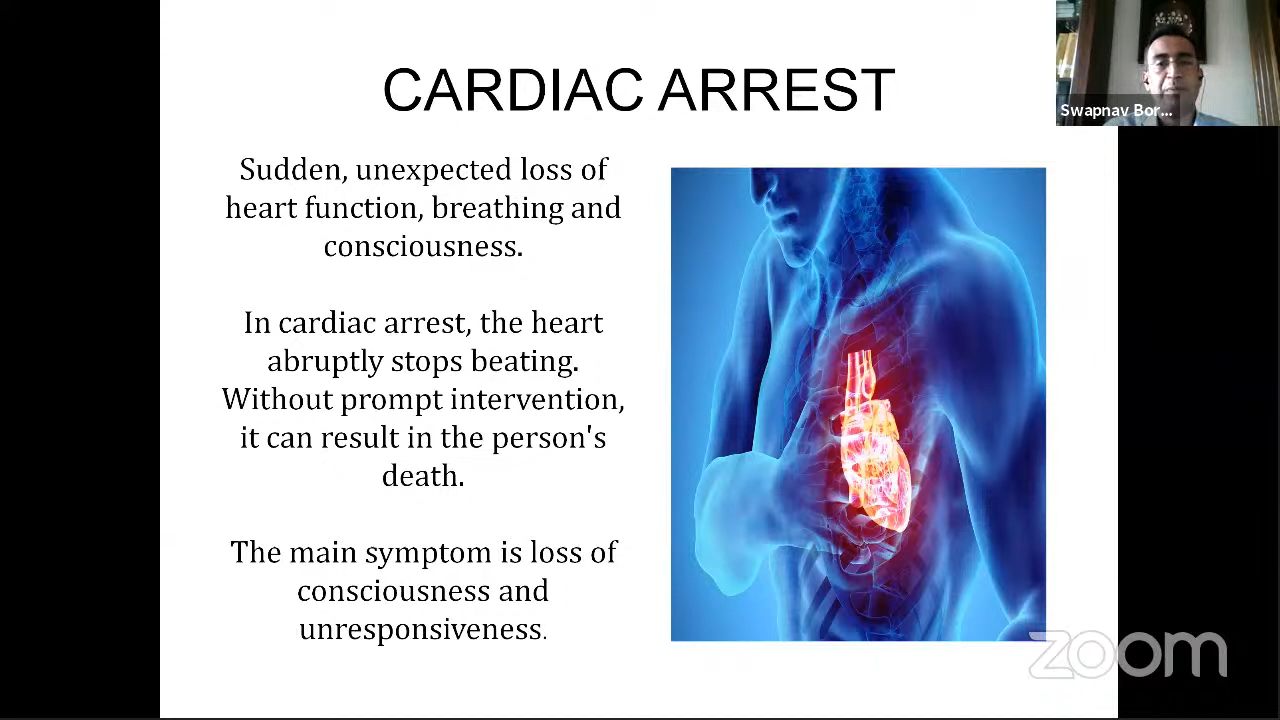 CARDIAC ARREST
Swapnav Bor...
Sudden, unexpected loss of
heart function, breathing and
consciousness.
In cardiac arrest, the heart
abruptly stops beating.
Without prompt intervention,
it can result in the person's
death.
The main symptom is loss of
consciousness and
unresponsiveness.
zoom